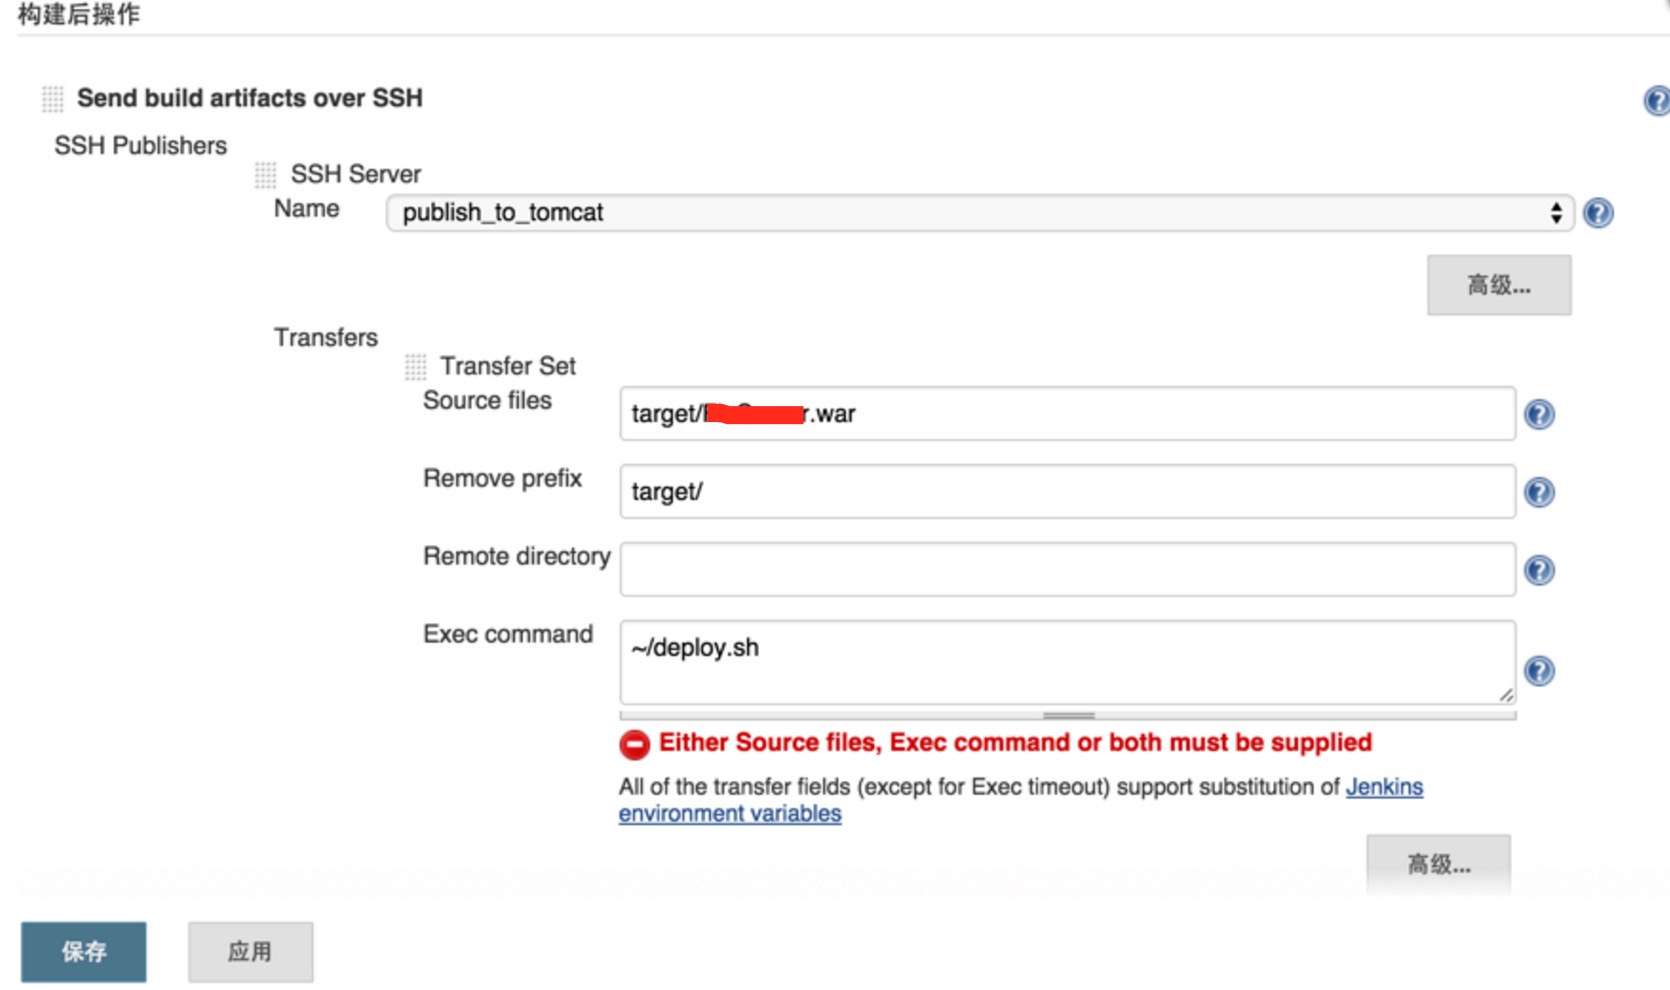 构建后操作
Send build artifacts over SSH
SSH Publishers
SSH Server
Name
publish_to_tomcat
高级...
Transfers
Transfer Set
Source files
target/ .war
Remove prefix
target/
Remote directory
Exec command
~/deploy.sh
Either Source files, Exec command or both must be supplied
All of the transfer fields (except for Exec timeout) support substitution of Jenkins
environment variables
高级...
保存
应用